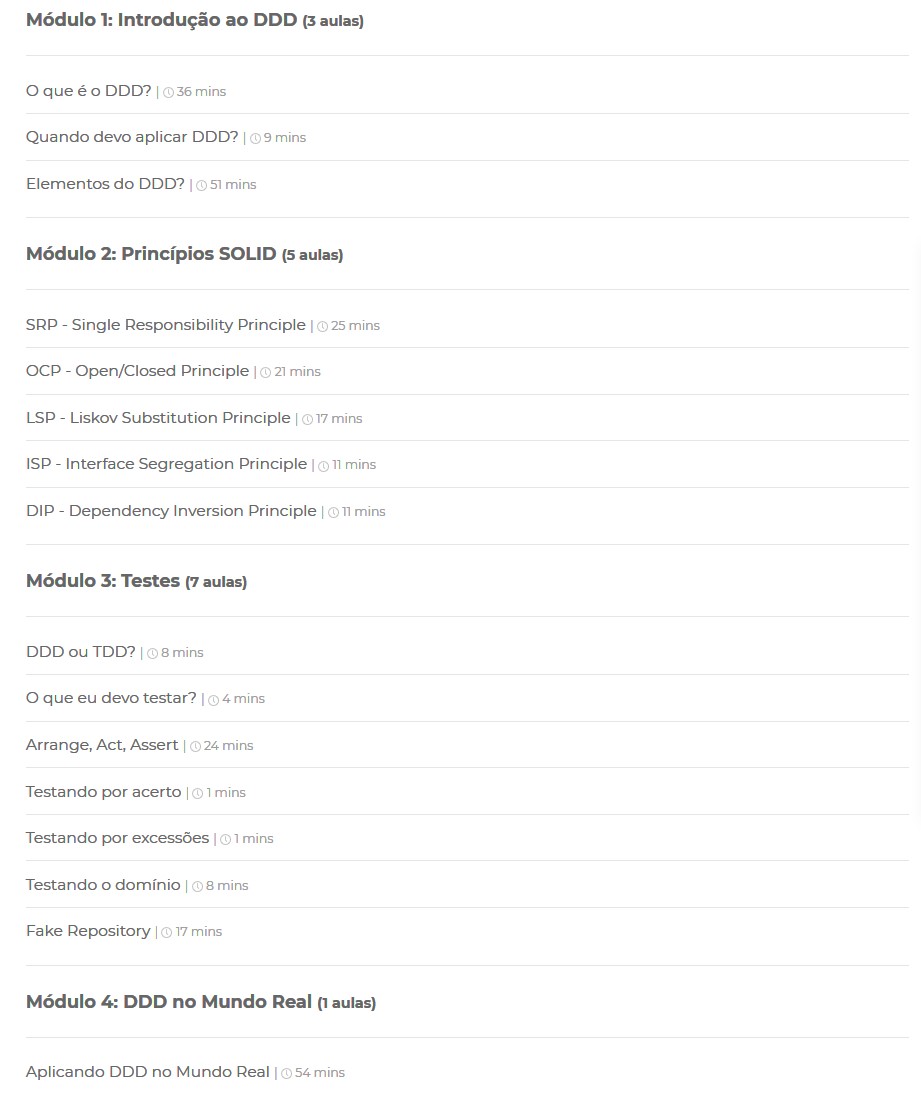 Módulo 1: Introdução ao DDD (3 aulas)
O que é o DDD? | 36 mins
Quando devo aplicar DDD? | 9 mins
Elementos do DDD? | 51 mins
Módulo 2: Princípios SOLID (5 aulas)
SRP - Single Responsibility Principle | 25 mins
OCP - Open/Closed Principle | 21 mins
LSP - Liskov Substitution Principle | 17 mins
ISP - Interface Segregation Principle | 11 mins
DIP - Dependency Inversion Principle | 11 mins
Módulo 3: Testes (7 aulas)
DDD ou TDD? | 8 mins
O que eu devo testar? | 4 mins
Arrange, Act, Assert | 24 mins
Testando por acerto | 1 mins
Testando por excessões | 1 mins
Testando o domínio | 8 mins
Fake Repository | 17 mins
Módulo 4: DDD no Mundo Real (1 aulas)
Aplicando DDD no Mundo Real | 54 mins